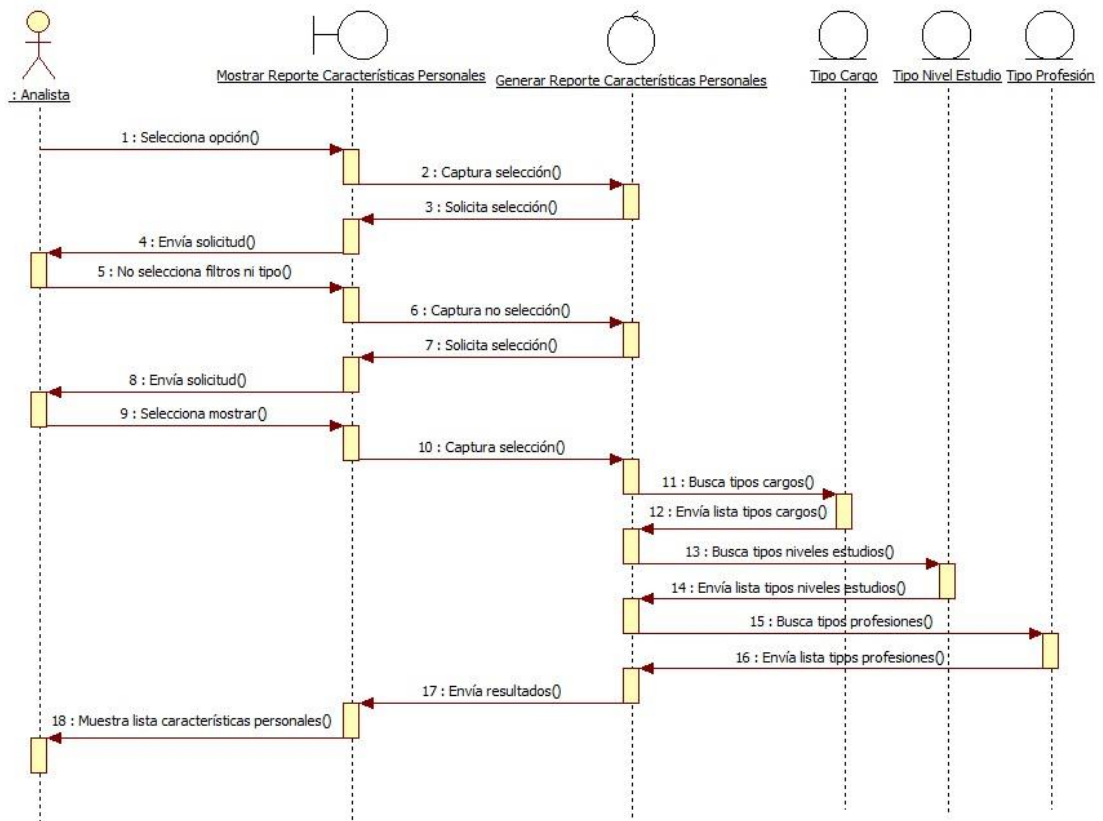 : Analista
Mostrar Reporte Características Personales
Generar Reporte Características Personales
Tipo Cargo
Tipo Nivel Estudio
Tipo Profesión
1 : Selecciona opción()
2 : Captura selección()
3 : Solicita selección()
4 : Envía solicitud()
5 : No selecciona filtros ni tipo()
6 : Captura no selección()
7 : Solicita selección()
8 : Envía solicitud()
9 : Selecciona mostrar()
10 : Captura selección()
11 : Busca tipos cargos()
12 : Envía lista tipos cargos()
13 : Busca tipos niveles estudios()
14 : Envía lista tipos niveles estudios()
15 : Busca tipos profesiones()
16 : Envía lista tipos profesiones()
17 : Envía resultados()
18 : Muestra lista características personales()